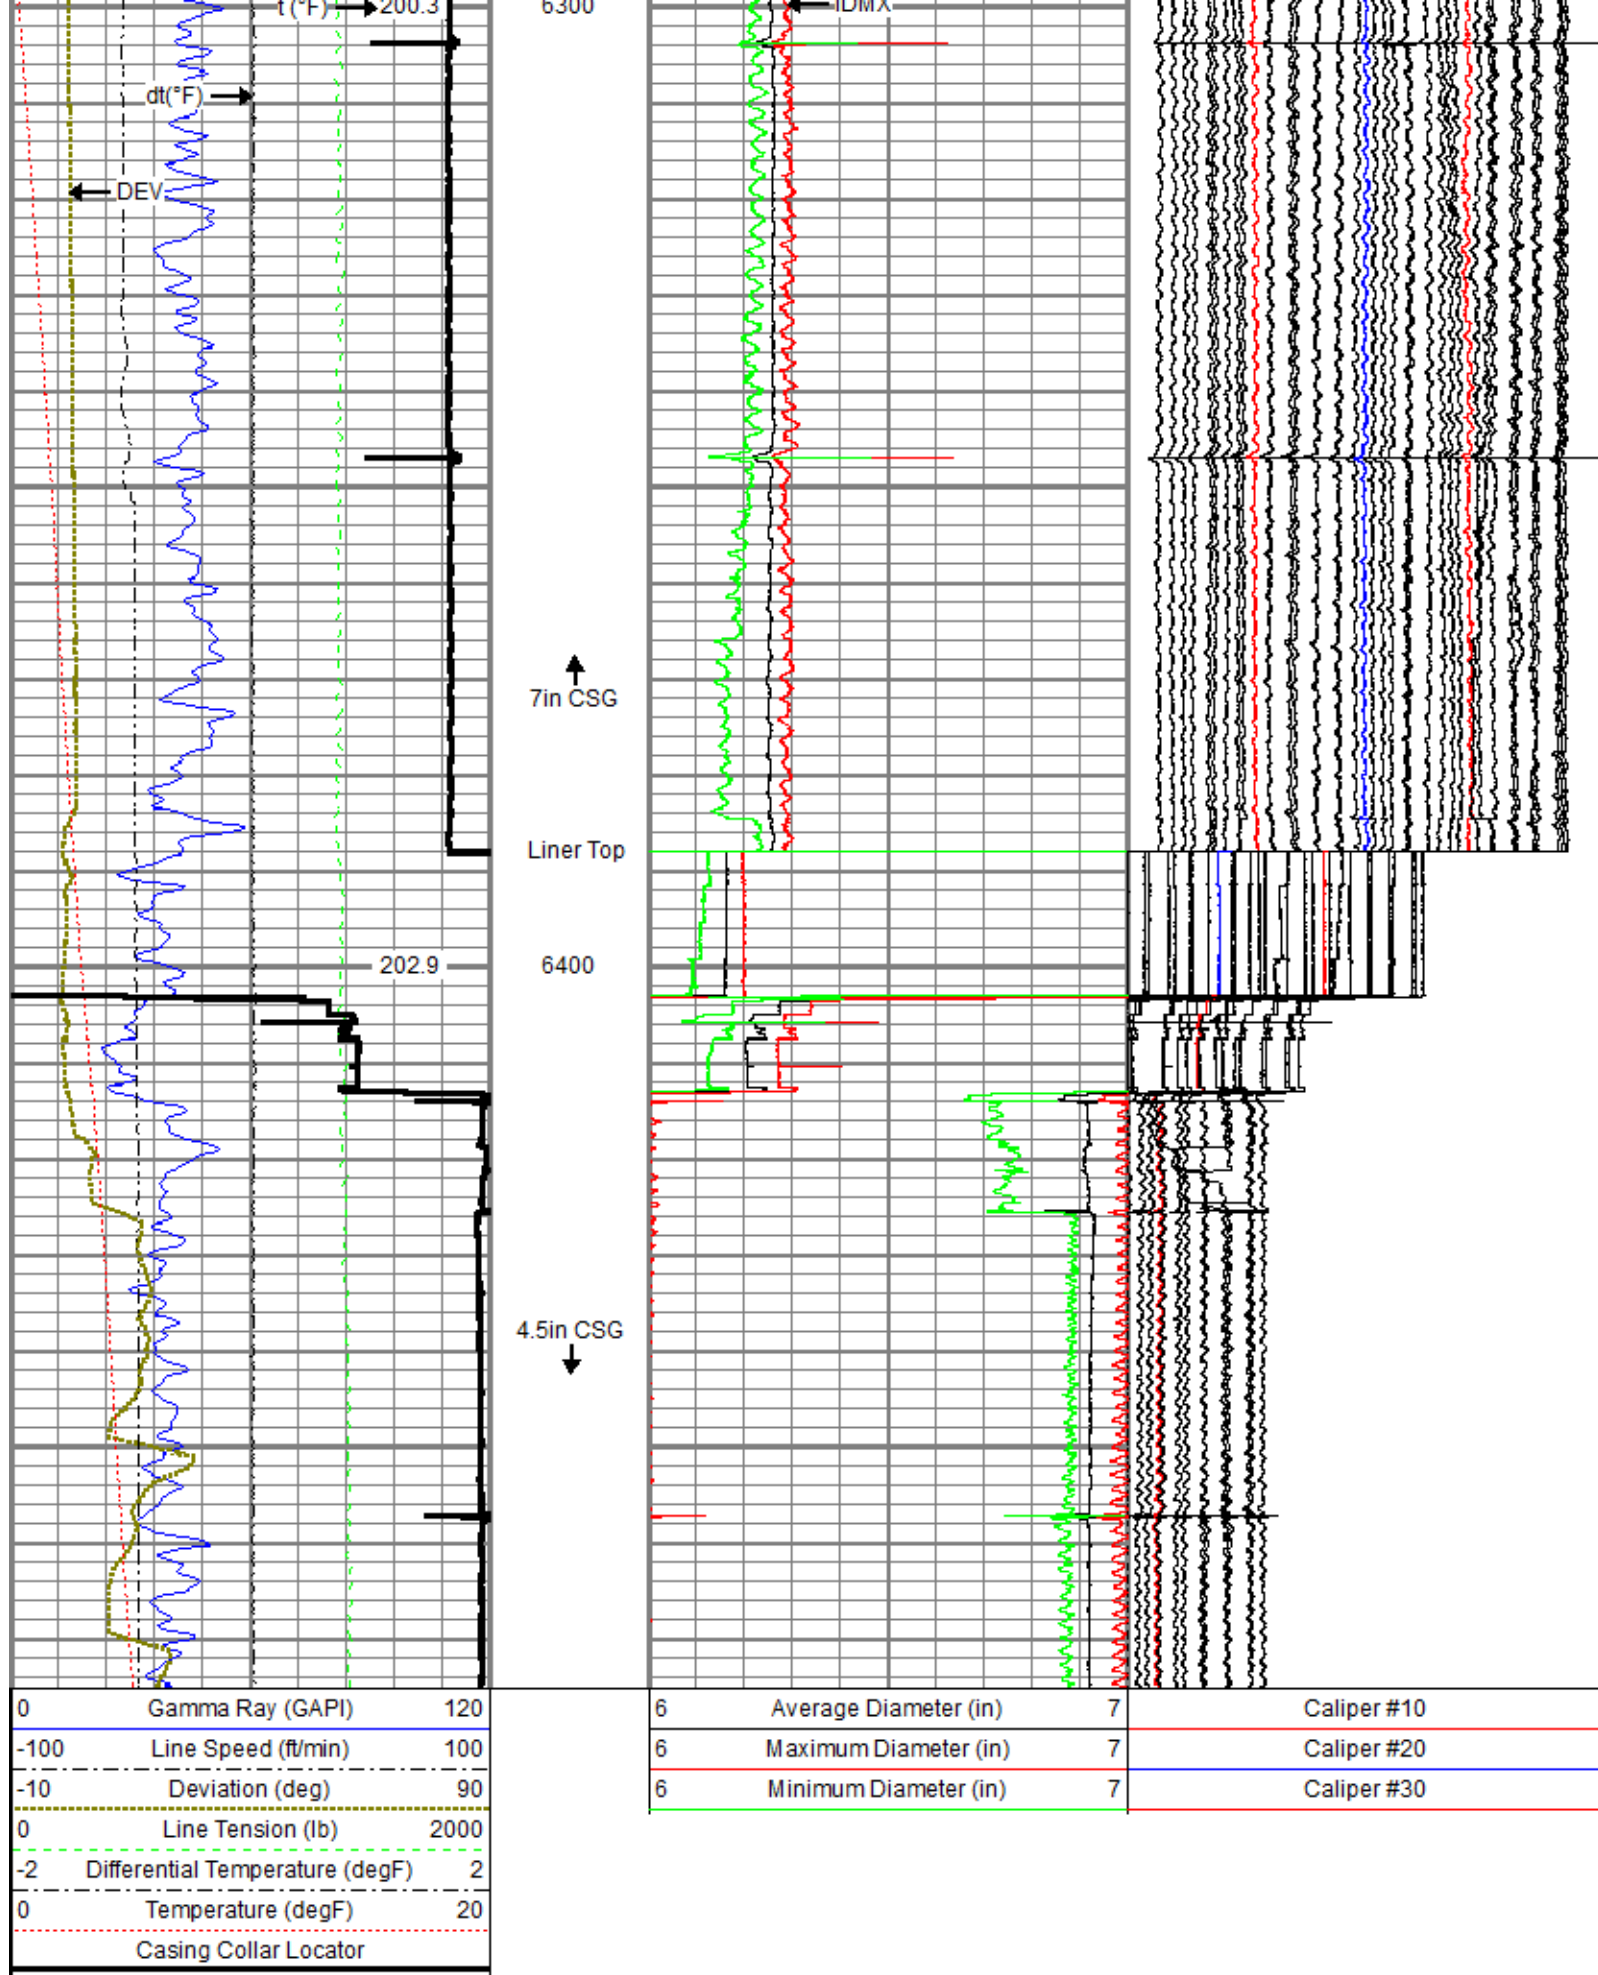 t (°F) 200.3 6300 IDMX
dt(°F)
DEV
7in CSG
Liner Top
202.9 6400
4.5in CSG
0 Gamma Ray (GAPI) 120
-100 Line Speed (ft/min) 100
-10 Deviation (deg) 90
0 Line Tension (lb) 2000
-2 Differential Temperature (degF) 2
0 Temperature (degF) 20
Casing Collar Locator
6 Average Diameter (in) 7
6 Maximum Diameter (in) 7
6 Minimum Diameter (in) 7
Caliper #10
Caliper #20
Caliper #30